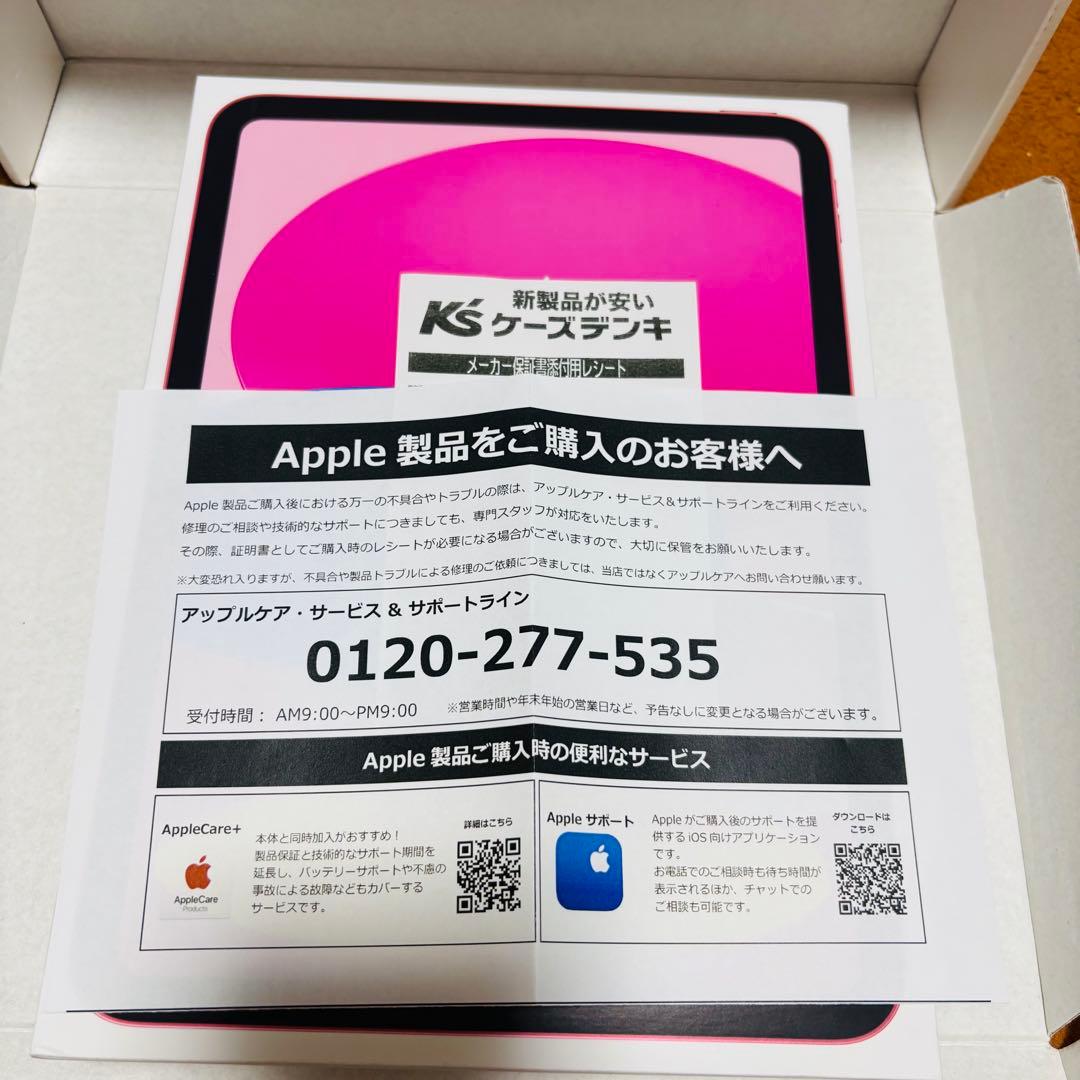 新製品が安い
K's ケーズデンキ
メーカー保証書添付用レシート
Apple 製品をご購入のお客様へ
Apple 製品ご購入後における万一の不具合やトラブルの際は、アップルケア・サービス&サポートラインをご利用ください。
修理のご相談や技術的なサポートにつきましても、専門スタッフが対応をいたします。
その際、証明書としてご購入時のレシートが必要になる場合がございますので、大切に保管をお願いいたします。
※大変恐れ入りますが、不具合や製品トラブルによる修理のご依頼につきましては、当店ではなくアップルケアへお問い合わせ願います。
アップルケア・サービス & サポートライン
0120-277-535
受付時間： AM9:00～PM9:00 ※営業時間や年末年始の営業日など、予告なしに変更となる場合がございます。
Apple 製品ご購入時の便利なサービス
AppleCare+
本体と同時加入がおすすめ！
製品保証と技術的なサポート期間を
延長し、バッテリーサポートや不慮の
事故による故障などもカバーする
サービスです。
詳細はこちら
AppleCare
Products
Apple サポート
Apple がご購入後のサポートを提
供する iOS 向けアプリケーション
です。
お電話でのご相談時も待ち時間が
表示されるほか、チャットでの
ご相談も可能です。
ダウンロードは
こちら